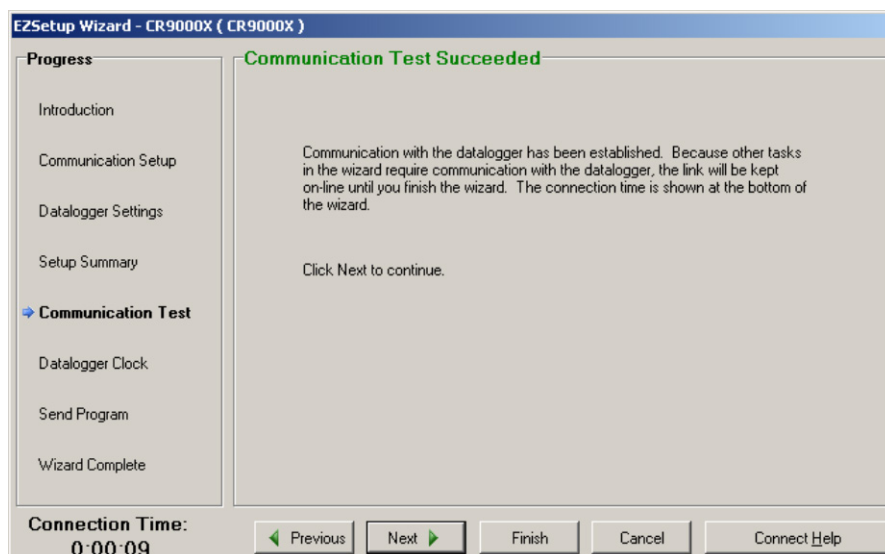 EZSetup Wizard - CR9000X ( CR9000X )
Progress
Introduction
Communication Setup
Datalogger Settings
Setup Summary
Communication Test
Datalogger Clock
Send Program
Wizard Complete
Communication Test Succeeded
Communication with the datalogger has been established. Because other tasks
in the wizard require communication with the datalogger, the link will be kept
on-line until you finish the wizard. The connection time is shown at the bottom of
the wizard.
Click Next to continue.
Connection Time:
0:00:09
Previous
Next
Finish
Cancel
Connect Help